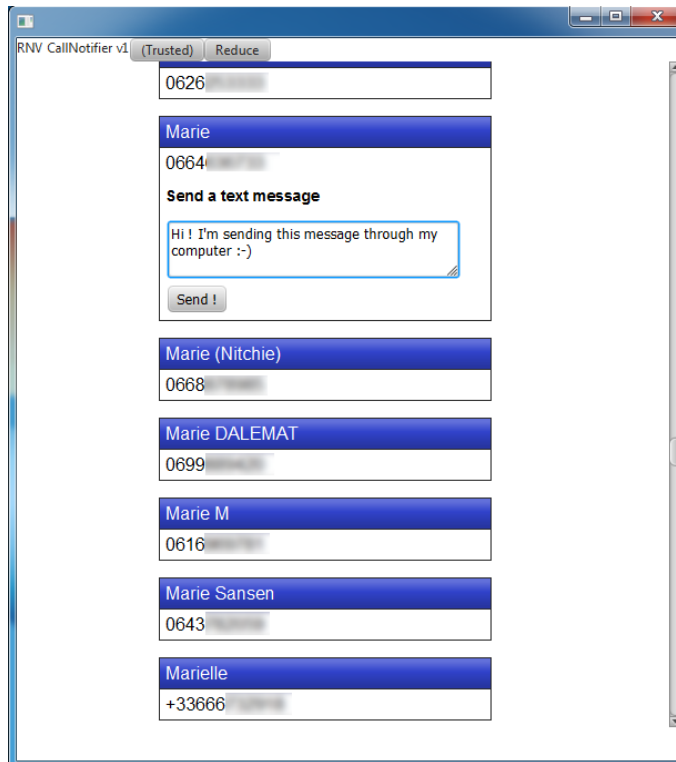 RNV CallNotifier v1 (Trusted) Reduce
0626
Marie
0664
Send a text message
Hi ! I'm sending this message through my
computer :-)
Send !
Marie (Nitchie)
0668
Marie DALEMAT
0699
Marie M
0616
Marie Sansen
0643
Marielle
+33666